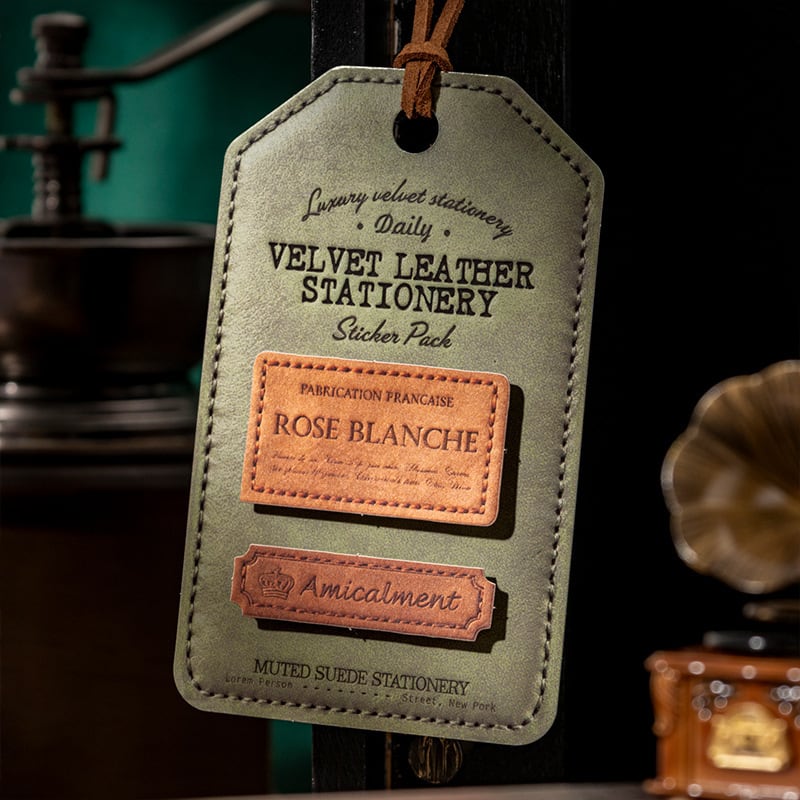 Luxury velvet stationery
• Daily •
VELVET LEATHER
STATIONERY
Sticker Pack
FABRICATION FRANCAISE
ROSE BLANCHE
Amicalment
MUTED SUEDE STATIONERY
Lorem Person - - - - - - - - Street, New York